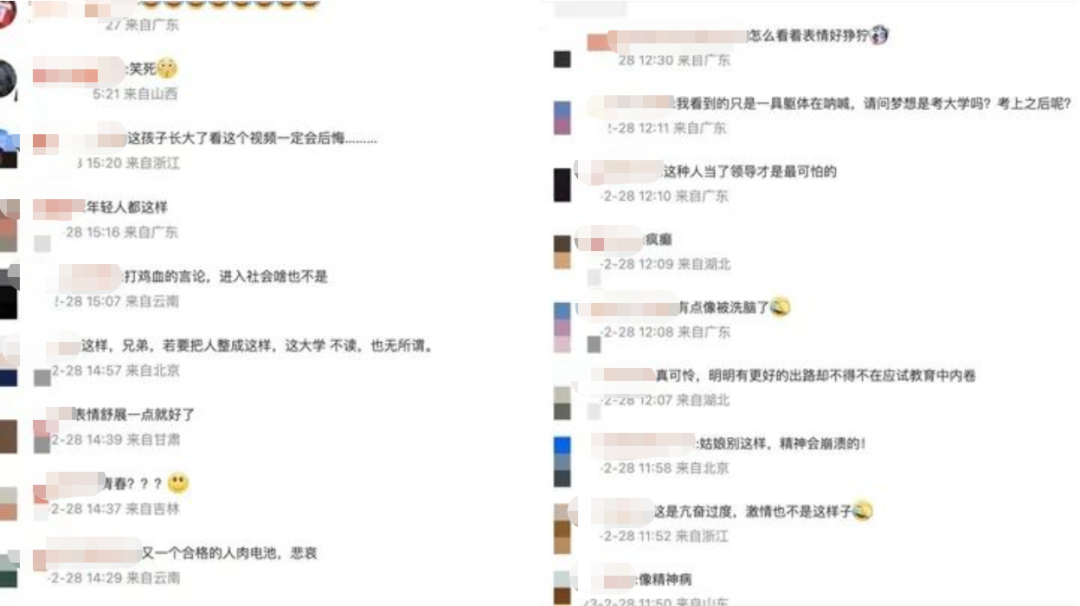 27 来自广东
:笑死
5:21 来自山西
这孩子长大了看这个视频一定会后悔.........
15:20 来自浙江
年轻人都这样
-28 15:16 来自广东
打鸡血的言论，进入社会啥也不是
-28 15:07 来自云南
这样，兄弟，若要把人整成这样，这大学 不读，也无所谓。
2-28 14:57 来自北京
表情舒展一点就好了
2-28 14:39 来自甘肃
青春？？？
-2-28 14:37 来自吉林
又一个合格的人肉电池，悲哀
-2-28 14:29 来自云南
怎么看着表情好狰狞
28 12:30 来自广东
我看到的只是一具躯体在呐喊，请问梦想是考大学吗？考上之后呢？
-28 12:11 来自广东
这种人当了领导才是最可怕的
-2-28 12:10 来自广东
疯癫
-2-28 12:09 来自湖北
有点像被洗脑了
-2-28 12:08 来自广东
真可怜，明明有更好的出路却不得不在应试教育中内卷
-2-28 12:07 来自湖北
:姑娘别这样，精神会崩溃的！
-2-28 11:58 来自北京
这是亢奋过度，激情也不是这样子
-2-28 11:52 来自浙江
:像精神病
23-2-28 11:50 来自山东